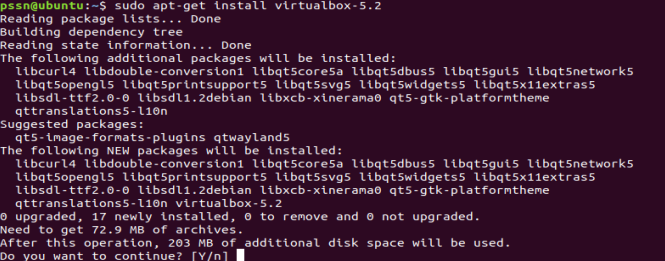 pssn@ubuntu:~$ sudo apt-get install virtualbox-5.2
Reading package lists... Done
Building dependency tree
Reading state information... Done
The following additional packages will be installed:
  libcurl4 libdouble-conversion1 libqt5core5a libqt5dbus5 libqt5gui5 libqt5network5
  libqt5opengl5 libqt5printsupport5 libqt5svg5 libqt5widgets5 libqt5x11extras5
  libsdl-ttf2.0-0 libsdl1.2debian libxcb-xinerama0 qt5-gtk-platformtheme
  qttranslations5-l10n
Suggested packages:
  qt5-image-formats-plugins qtwayland5
The following NEW packages will be installed:
  libcurl4 libdouble-conversion1 libqt5core5a libqt5dbus5 libqt5gui5 libqt5network5
  libqt5opengl5 libqt5printsupport5 libqt5svg5 libqt5widgets5 libqt5x11extras5
  libsdl-ttf2.0-0 libsdl1.2debian libxcb-xinerama0 qt5-gtk-platformtheme
  qttranslations5-l10n virtualbox-5.2
0 upgraded, 17 newly installed, 0 to remove and 0 not upgraded.
Need to get 72.9 MB of archives.
After this operation, 203 MB of additional disk space will be used.
Do you want to continue? [Y/n]